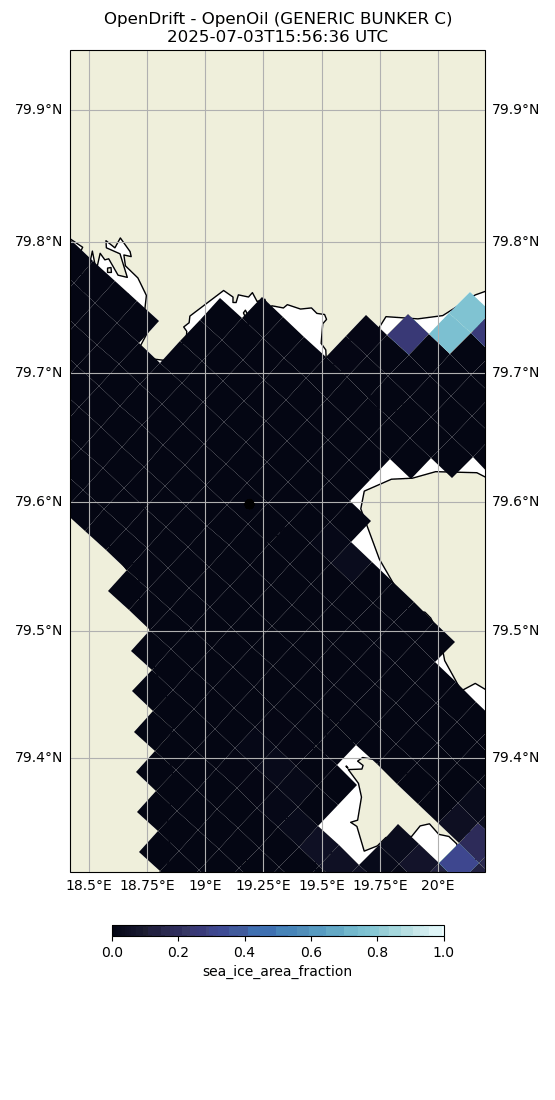 OpenDrift - OpenOil (GENERIC BUNKER C)
2025-07-03T15:56:36 UTC
79.9°N 79.9°N
79.8°N 79.8°N
79.7°N 79.7°N
79.6°N 79.6°N
79.5°N 79.5°N
79.4°N 79.4°N
18.5°E 18.75°E 19°E 19.25°E 19.5°E 19.75°E 20°E
0.0 0.2 0.4 0.6 0.8 1.0
sea_ice_area_fraction